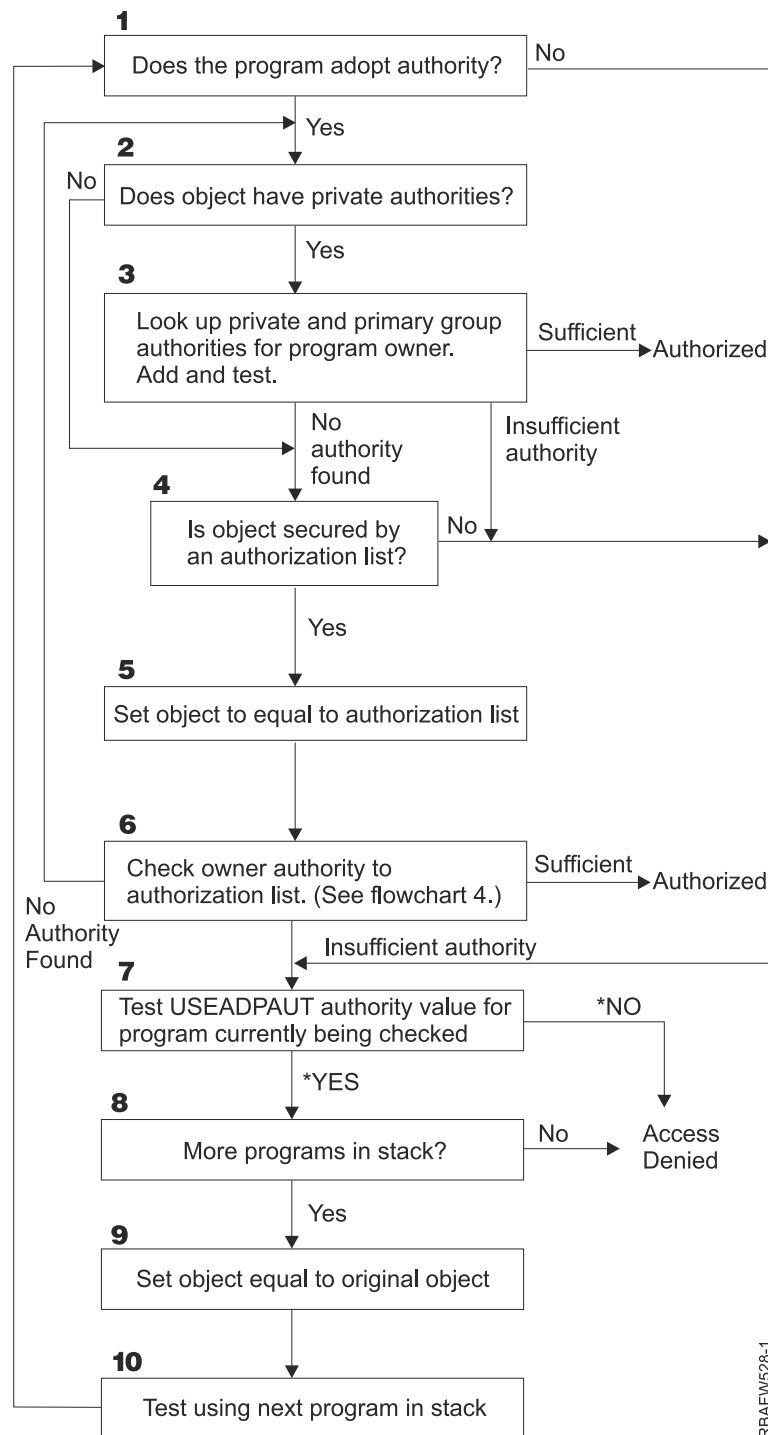 1
Does the program adopt authority?
No
Yes
2
No
Does object have private authorities?
Yes
3
Look up private and primary group
authorities for program owner.
Add and test.
Sufficient
Authorized
No
authority
found
Insufficient
authority
4
Is object secured by
an authorization list?
No
Yes
5
Set object to equal to authorization list
6
Check owner authority to
authorization list. (See flowchart 4.)
Sufficient
Authorized
No
Authority
Found
Insufficient authority
7
Test USEADPAUT authority value for
program currently being checked
*NO
*YES
8
More programs in stack?
No
Access
Denied
Yes
9
Set object equal to original object
10
Test using next program in stack
RBAFW528-1